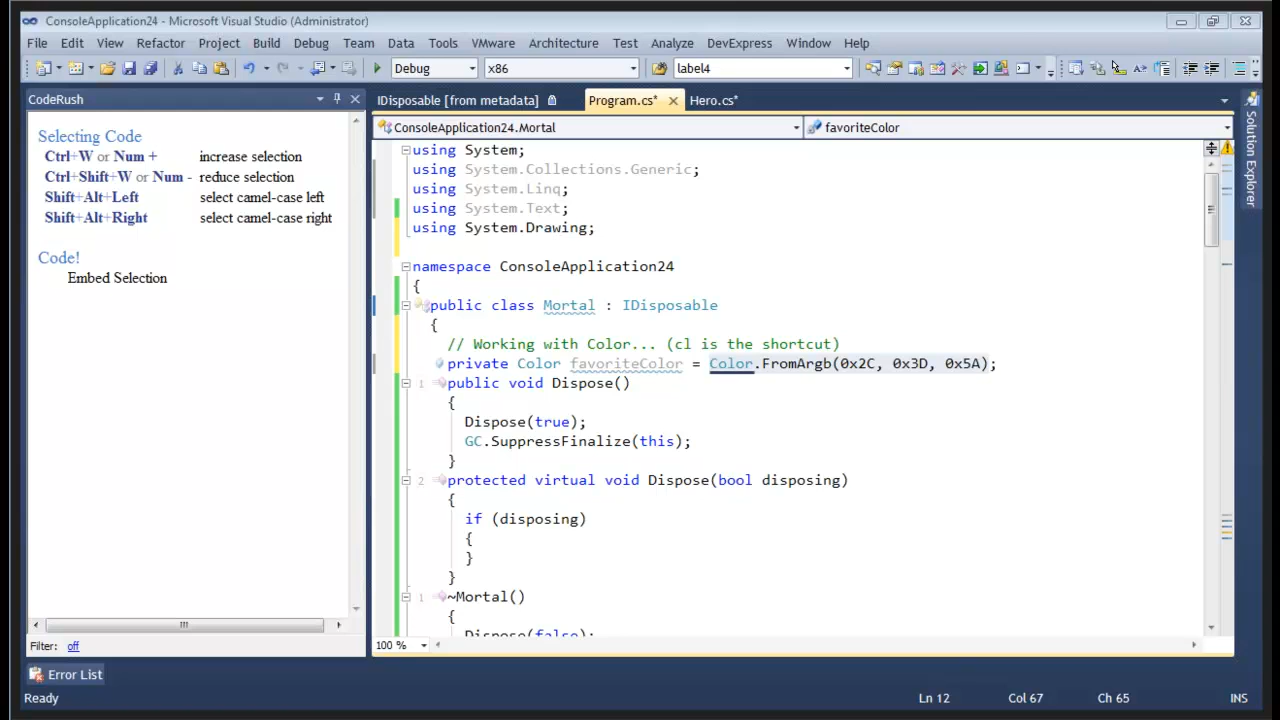 ConsoleApplication24 - Microsoft Visual Studio (Administrator)
File Edit View Refactor Project Build Debug Team Data Tools VMware Architecture Test Analyze DevExpress Window Help
Debug x86 label4
CodeRush
IDisposable [from metadata] Program.cs* Hero.cs*
ConsoleApplication24.Mortal favoriteColor
Selecting Code
Ctrl+W or Num + increase selection
Ctrl+Shift+W or Num - reduce selection
Shift+Alt+Left select camel-case left
Shift+Alt+Right select camel-case right
Code!
Embed Selection
Filter: off
using System;
using System.Collections.Generic;
using System.Linq;
using System.Text;
using System.Drawing;
namespace ConsoleApplication24
{
public class Mortal : IDisposable
{
// Working with Color... (cl is the shortcut)
private Color favoriteColor = Color.FromArgb(0x2C, 0x3D, 0x5A);
1 public void Dispose()
{
Dispose(true);
GC.SuppressFinalize(this);
}
2 protected virtual void Dispose(bool disposing)
{
if (disposing)
{
}
}
1 ~Mortal()
{
Dispose(false);
100 %
Solution Explorer
Error List
Ready Ln 12 Col 67 Ch 65 INS